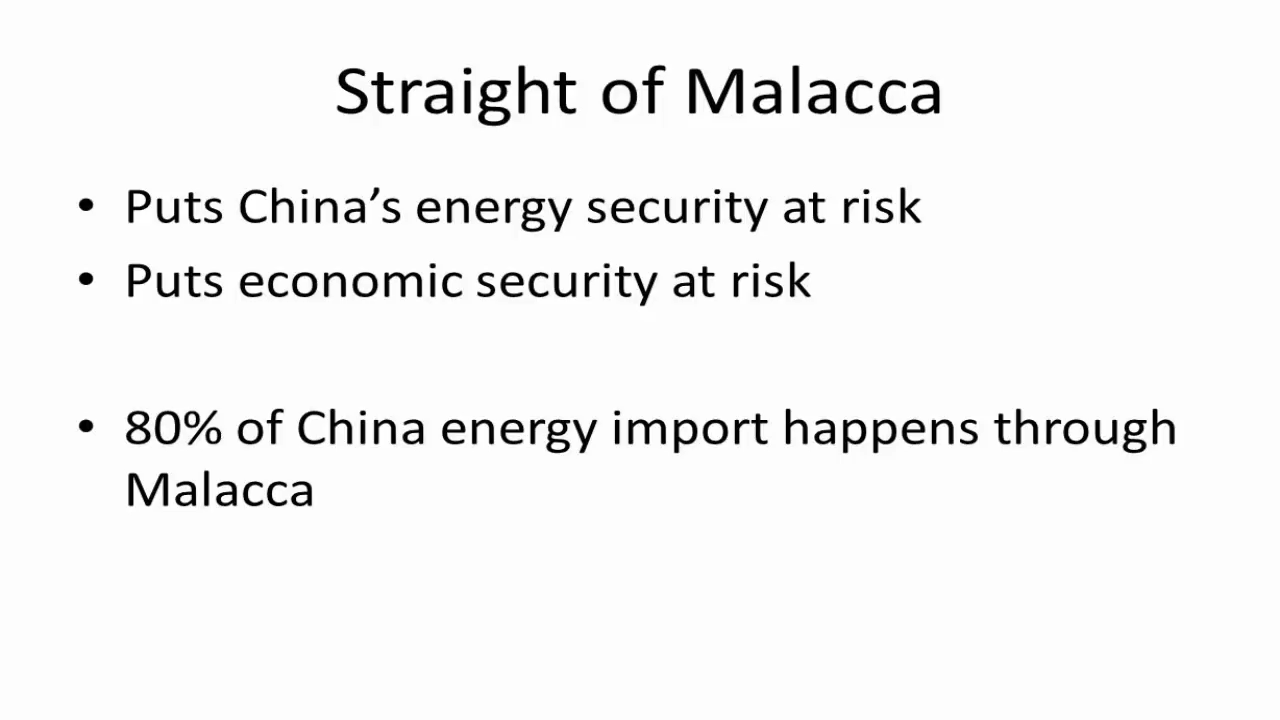 Straight of Malacca
• Puts China’s energy security at risk
• Puts economic security at risk
• 80% of China energy import happens through
Malacca